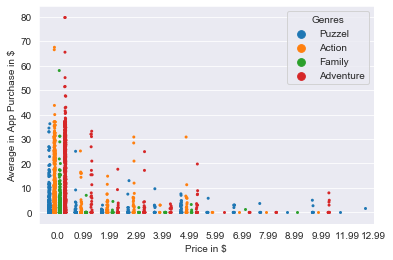 80
70
60
50
40
30
20
10
0
Average in App Purchase in $
Genres
Puzzel
Action
Family
Adventure
0.0 0.99 1.99 2.99 3.99 4.99 5.99 6.99 7.99 8.99 9.99 11.99 12.99
Price in $